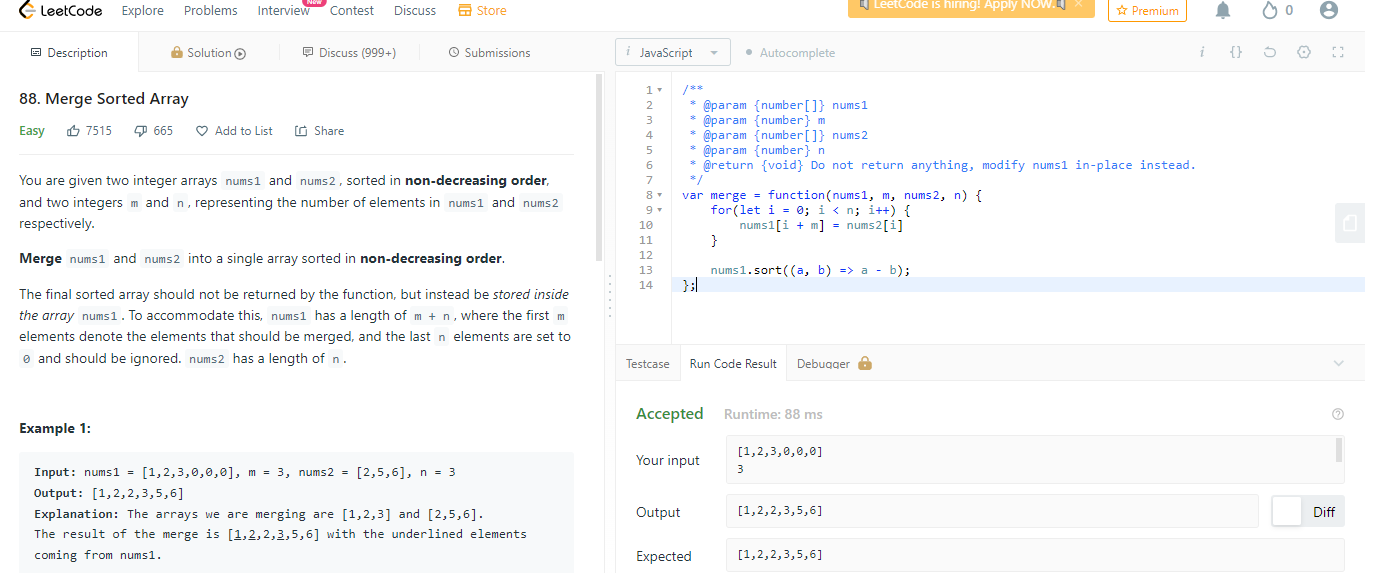 LeetCode Explore Problems Interview New Contest Discuss Store
LeetCode is hiring! Apply NOW.
Premium
0
Description Solution Discuss (999+) Submissions
88. Merge Sorted Array
Easy 7515 665 Add to List Share
You are given two integer arrays nums1 and nums2, sorted in non-decreasing order,
and two integers m and n, representing the number of elements in nums1 and nums2
respectively.
Merge nums1 and nums2 into a single array sorted in non-decreasing order.
The final sorted array should not be returned by the function, but instead be stored inside
the array nums1. To accommodate this, nums1 has a length of m + n, where the first m
elements denote the elements that should be merged, and the last n elements are set to
0 and should be ignored. nums2 has a length of n.
Example 1:
Input: nums1 = [1,2,3,0,0,0], m = 3, nums2 = [2,5,6], n = 3
Output: [1,2,2,3,5,6]
Explanation: The arrays we are merging are [1,2,3] and [2,5,6].
The result of the merge is [1,2,2,3,5,6] with the underlined elements
coming from nums1.
i JavaScript Autocomplete i {}
1 /**
2 * @param {number[]} nums1
3 * @param {number} m
4 * @param {number[]} nums2
5 * @param {number} n
6 * @return {void} Do not return anything, modify nums1 in-place instead.
7 */
8 var merge = function(nums1, m, nums2, n) {
9 for(let i = 0; i < n; i++) {
10 nums1[i + m] = nums2[i]
11 }
12
13 nums1.sort((a, b) => a - b);
14 };
Testcase Run Code Result Debugger
Accepted Runtime: 88 ms
Your input
[1,2,3,0,0,0]
3
Output [1,2,2,3,5,6] Diff
Expected [1,2,2,3,5,6]